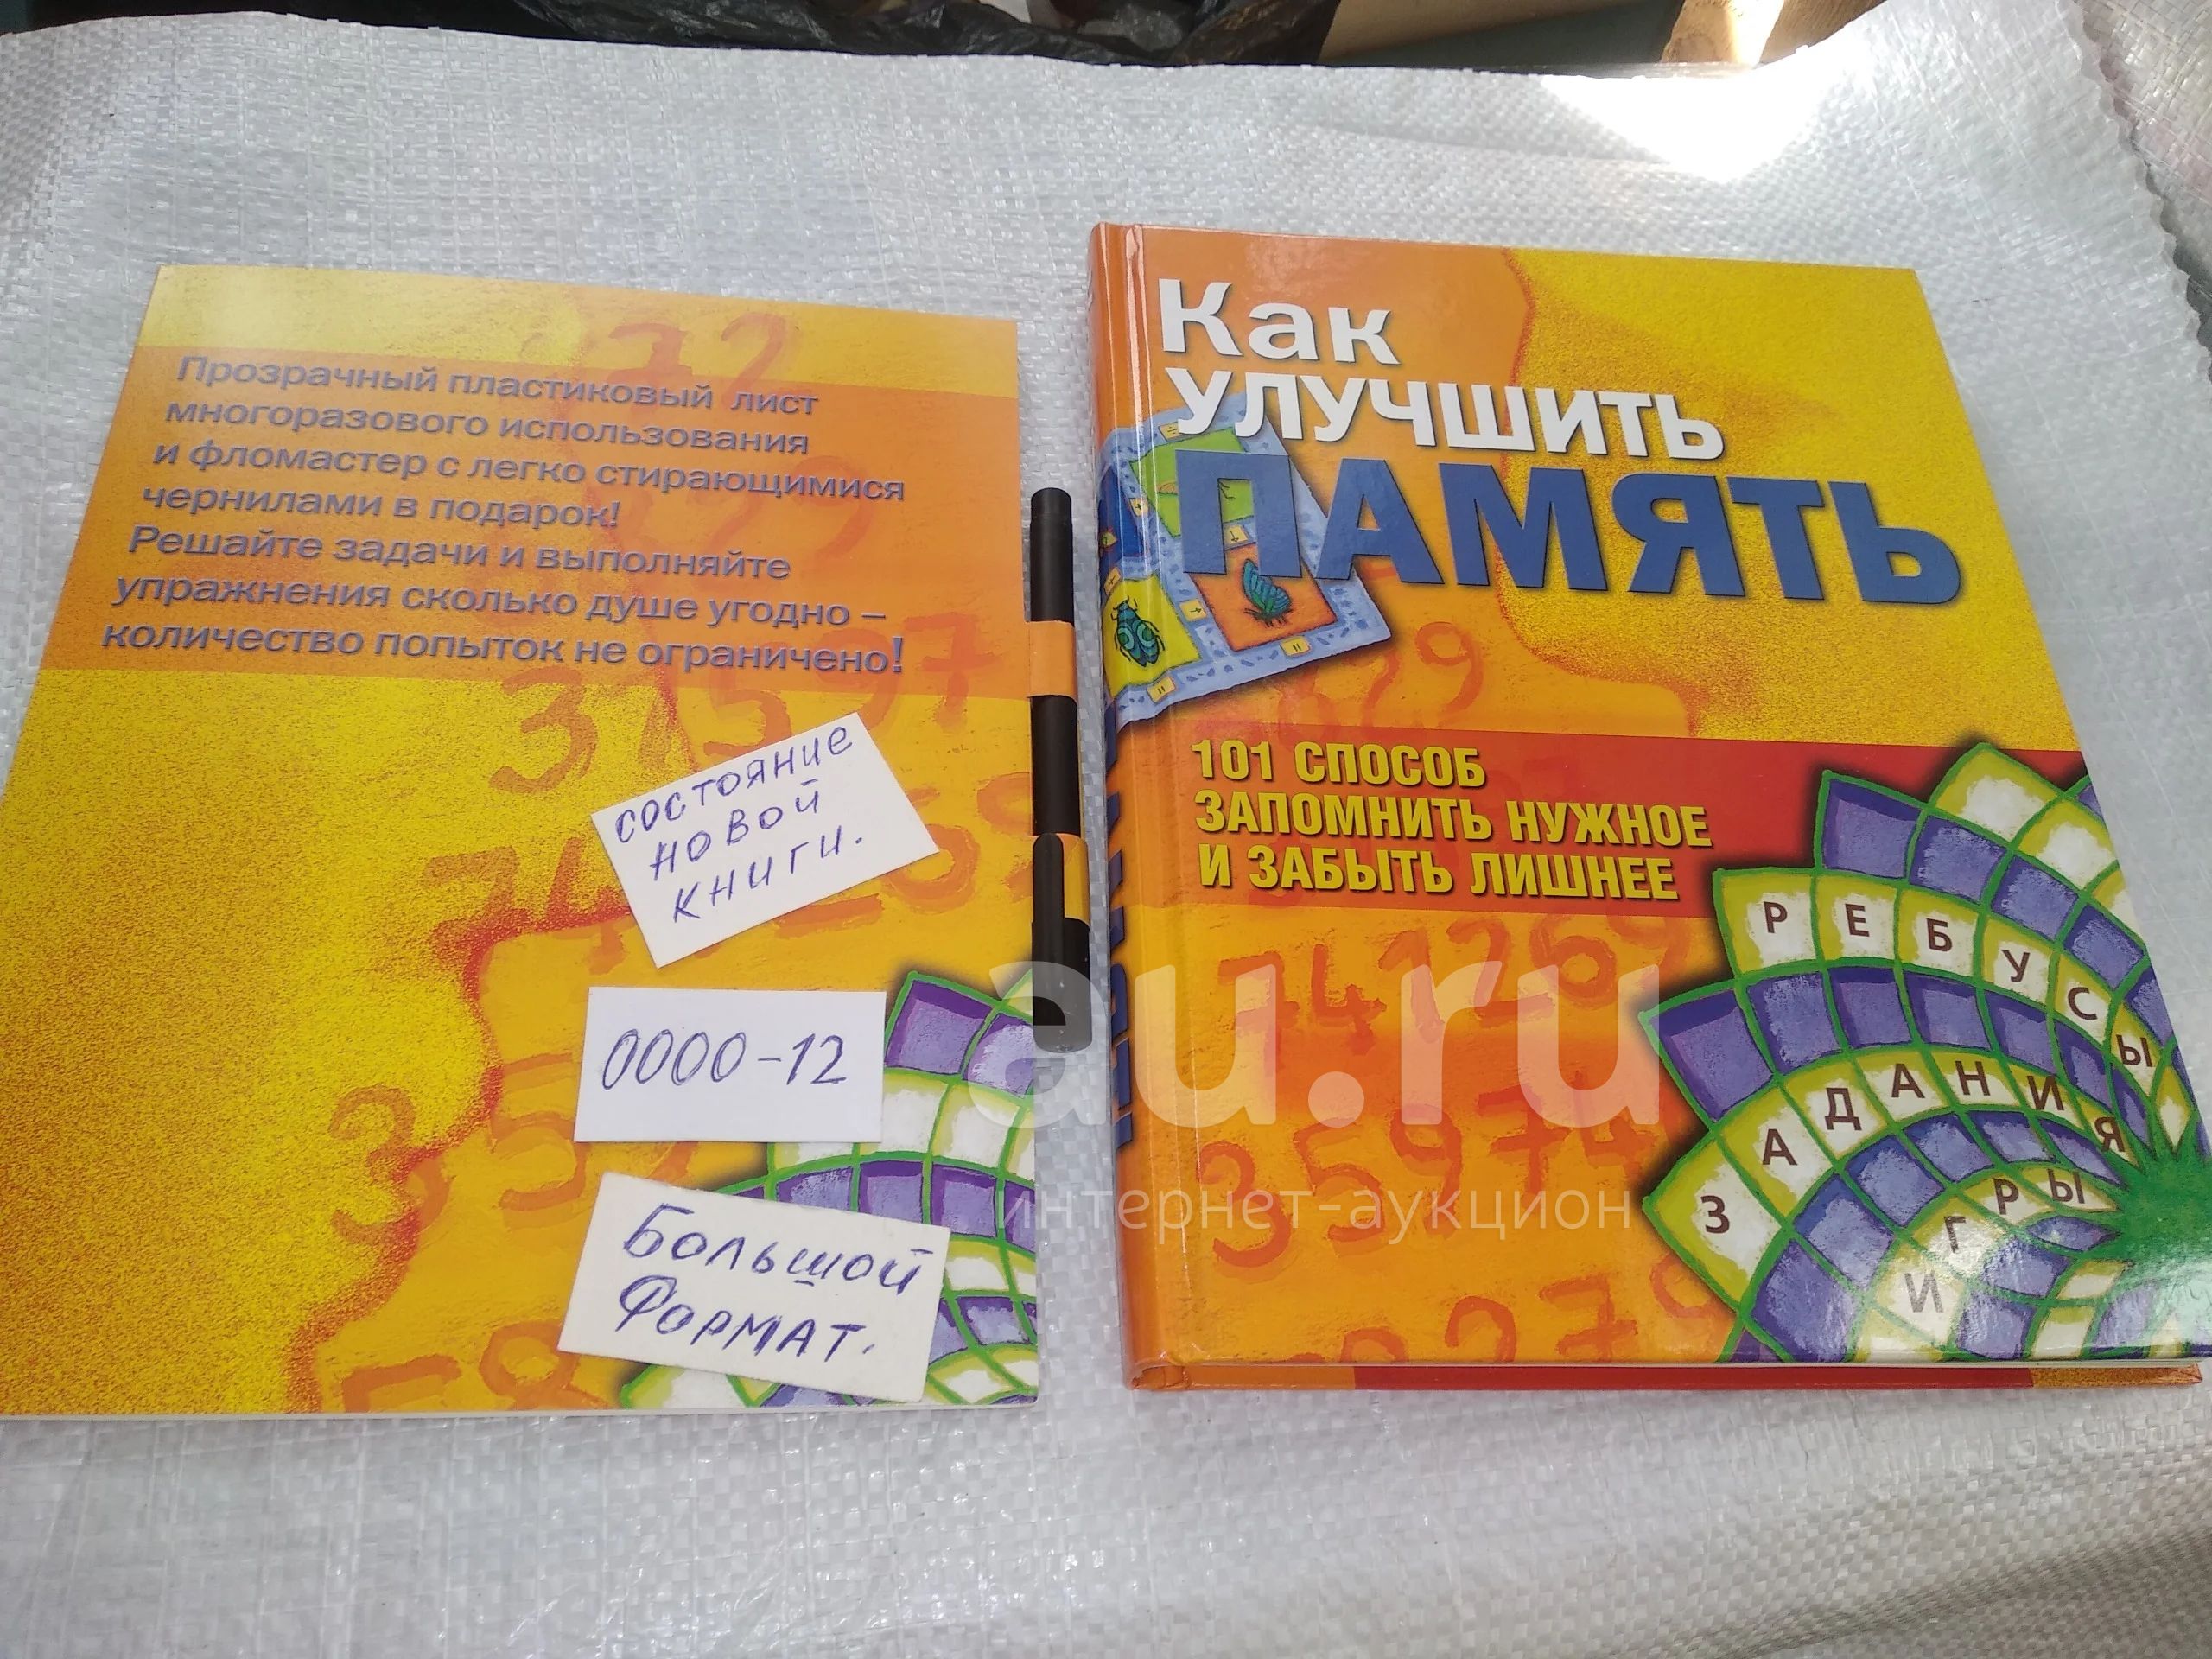 Прозрачный пластиковый лист
многоразового использования
и фломастер с легко стирающимися
чернилами в подарок!
Решайте задачи и выполняйте
упражнения сколько душе угодно –
количество попыток не ограничено!
состояние
новой
книги.
0000-12
Большой
Формат.
Как
улучшить
ПАМЯТЬ
101 СПОСОБ
ЗАПОМНИТЬ НУЖНОЕ
И ЗАБЫТЬ ЛИШНЕЕ
РЕБУСЫ
ЗАДАНИЯ
ИГРЫ
au.ru
интернет-аукцион